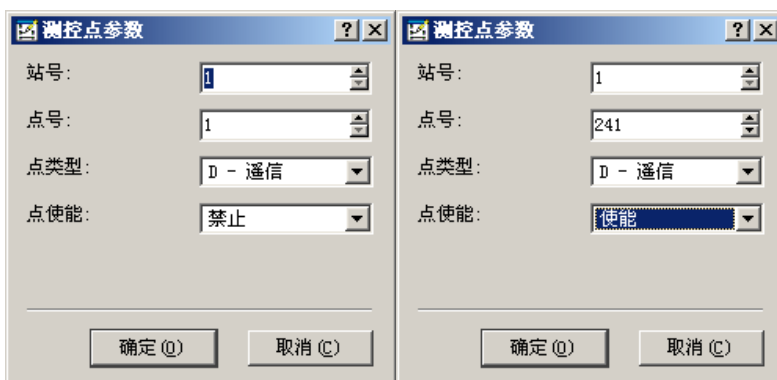 测控点参数
站号: 1
点号: 1
点类型: D - 遥信
点使能: 禁止
确定(O) 取消(C)
测控点参数
站号: 1
点号: 241
点类型: D - 遥信
点使能: 使能
确定(O) 取消(C)